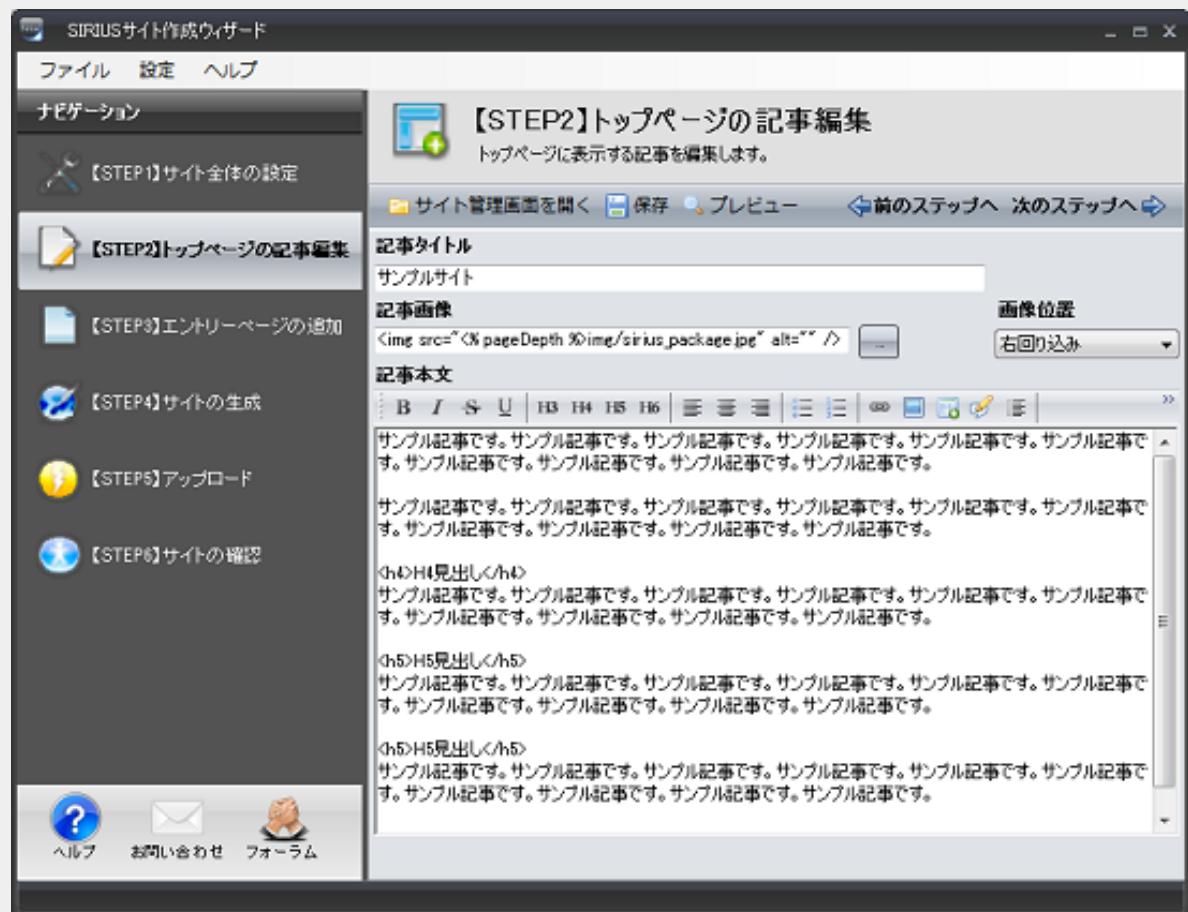 SIRIUSサイト作成ウィザード
ファイル 設定 ヘルプ
ナビゲーション
【STEP1】サイト全体の設定
【STEP2】トップページの記事編集
【STEP3】エントリーページの追加
【STEP4】サイトの生成
【STEP5】アップロード
【STEP6】サイトの確認
ヘルプ お問い合わせ フォーラム
【STEP2】トップページの記事編集
トップページに表示する記事を編集します。
サイト管理画面を開く 保存 プレビュー 前のステップへ 次のステップへ
記事タイトル
サンプルサイト
記事画像 画像位置
<img src="<% pageDepth %>img/sirius_package.jpg" alt="" /> ... 右回り込み
記事本文
B I S U H3 H4 H5 H6
サンプル記事です。サンプル記事です。サンプル記事です。サンプル記事です。サンプル記事です。サンプル記事で
す。サンプル記事です。サンプル記事です。サンプル記事です。サンプル記事です。
サンプル記事です。サンプル記事です。サンプル記事です。サンプル記事です。サンプル記事です。サンプル記事で
す。サンプル記事です。サンプル記事です。サンプル記事です。サンプル記事です。
<h4>H4見出し</h4>
サンプル記事です。サンプル記事です。サンプル記事です。サンプル記事です。サンプル記事です。サンプル記事で
す。サンプル記事です。サンプル記事です。サンプル記事です。サンプル記事です。
<h5>H5見出し</h5>
サンプル記事です。サンプル記事です。サンプル記事です。サンプル記事です。サンプル記事です。サンプル記事で
す。サンプル記事です。サンプル記事です。サンプル記事です。サンプル記事です。
<h5>H5見出し</h5>
サンプル記事です。サンプル記事です。サンプル記事です。サンプル記事です。サンプル記事です。サンプル記事で
す。サンプル記事です。サンプル記事です。サンプル記事です。サンプル記事です。